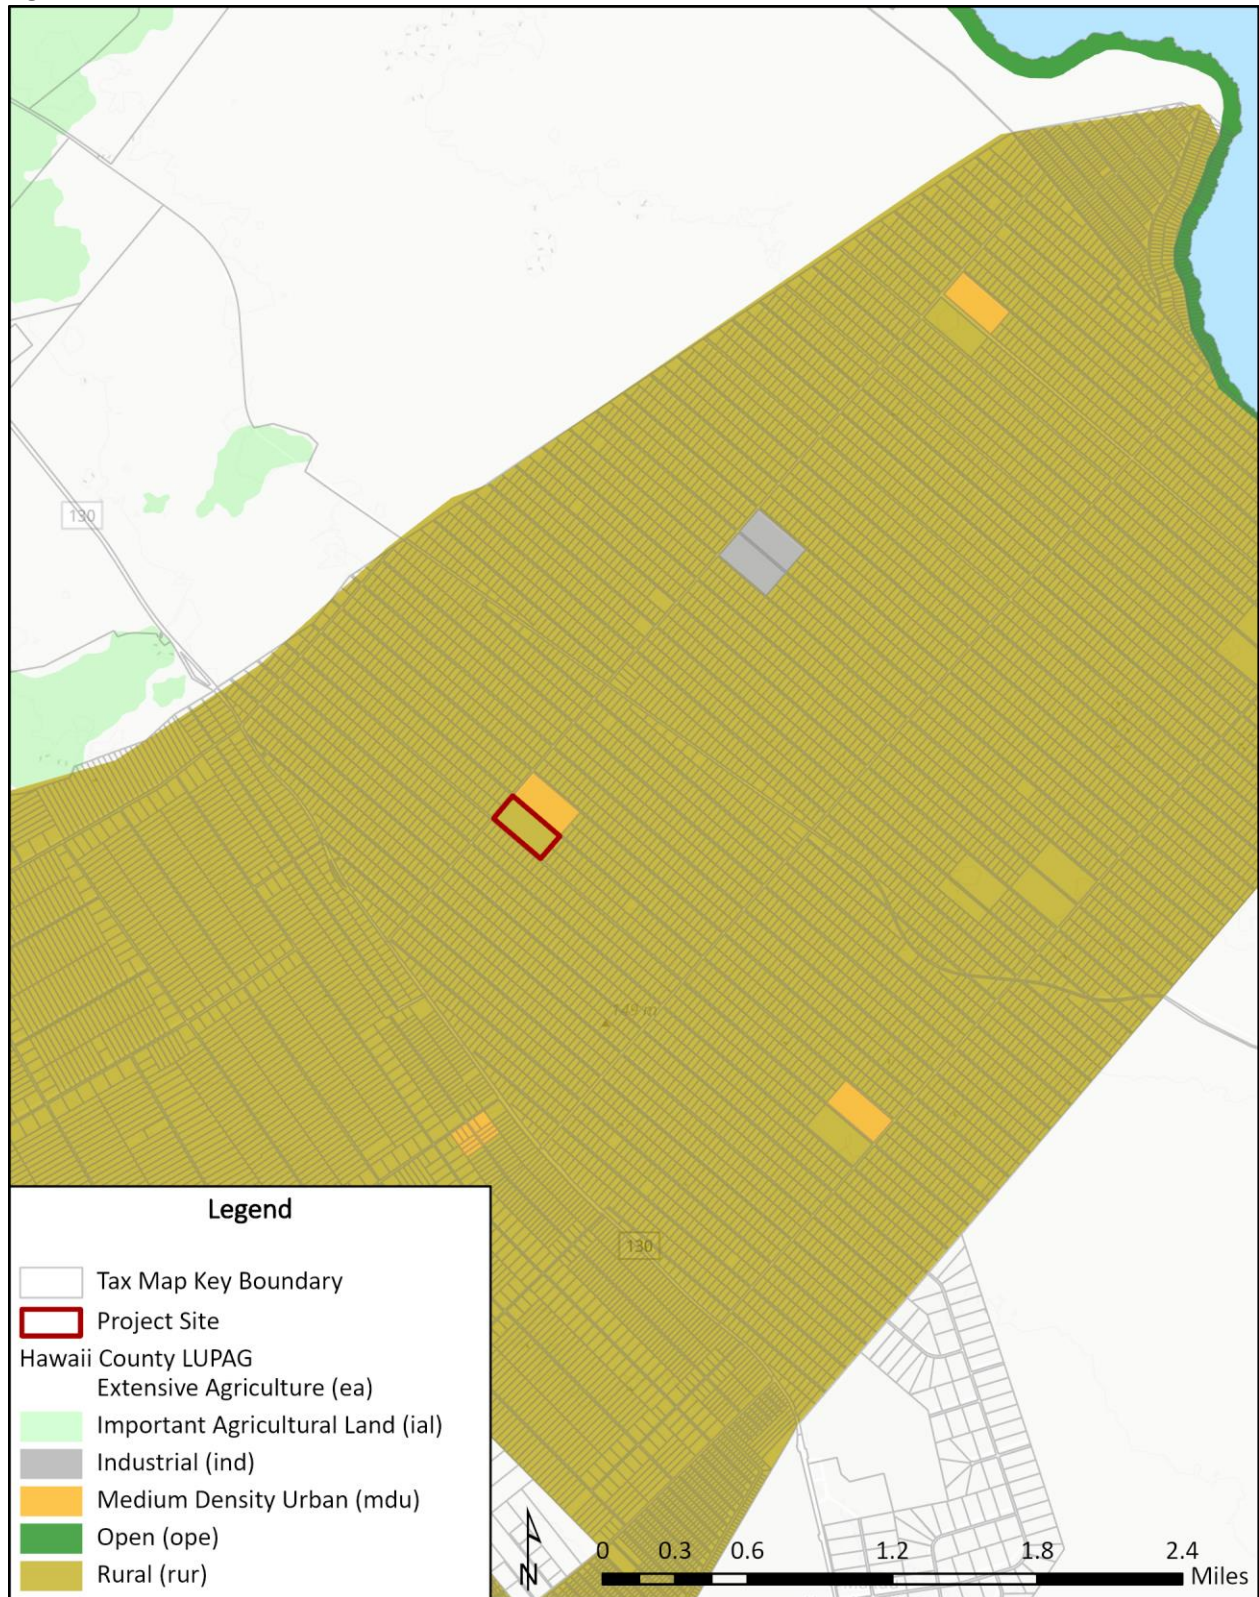 130
149 m
130
Legend
Tax Map Key Boundary
Project Site
Hawaii County LUPAG
Extensive Agriculture (ea)
Important Agricultural Land (ial)
Industrial (ind)
Medium Density Urban (mdu)
Open (ope)
Rural (rur)
N
0 0.3 0.6 1.2 1.8 2.4
Miles